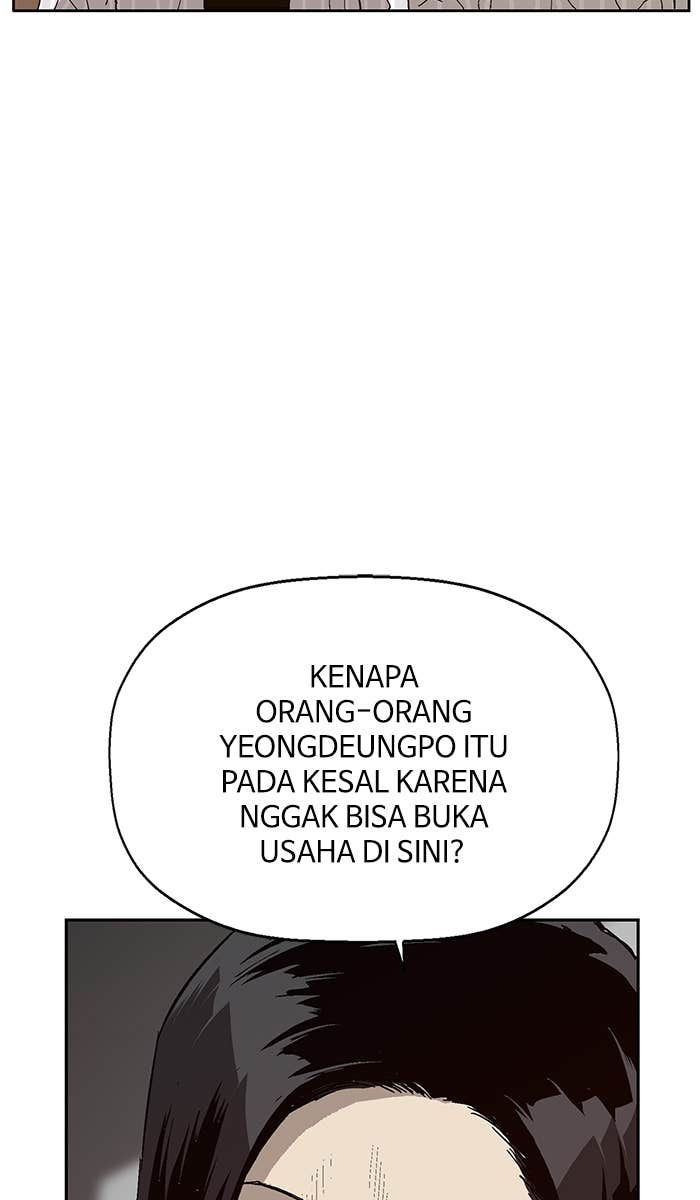 KENAPA
ORANG-ORANG
YEONGDEUNGPO ITU
PADA KESAL KARENA
NGGAK BISA BUKA
USAHA DI SINI?